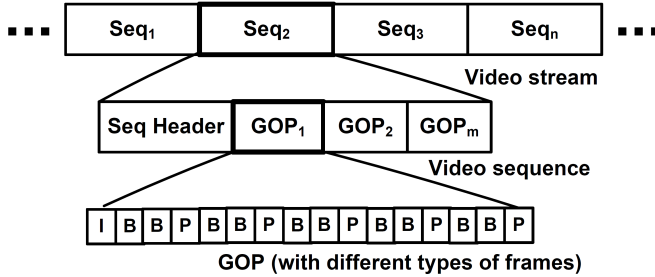 Seq₁ Seq₂ Seq₃ Seqₙ
Video stream
Seq Header GOP₁ GOP₂ GOPₘ
Video sequence
I B B P B B P B B P B B P B B P
GOP (with different types of frames)